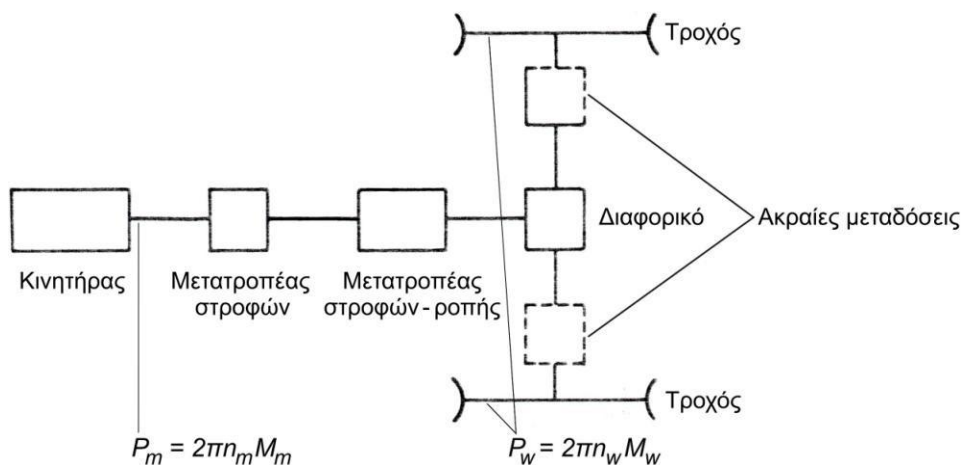 Τροχός
Διαφορικό
Ακραίες μεταδόσεις
Κινητήρας
Μετατροπέας
στροφών
Μετατροπέας
στροφών - ροπής
Τροχός
P_m = 2πn_mM_m
P_w = 2πn_wM_w